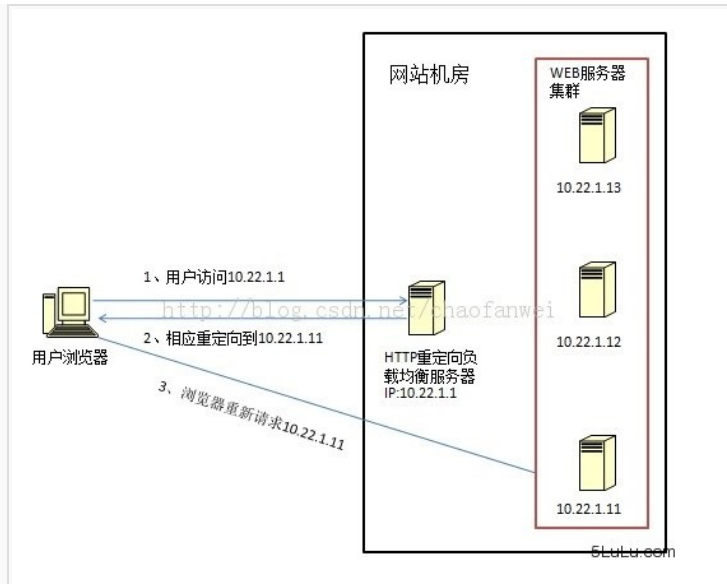 网站机房
WEB服务器
集群
10.22.1.13
1、用户访问10.22.1.1
http://blog.csdn.net/chaofanwei
2、相应重定向到10.22.1.11
用户浏览器
HTTP重定向负
载均衡服务器
IP:10.22.1.1
10.22.1.12
3、浏览器重新请求10.22.1.11
10.22.1.11
5LuLu.com